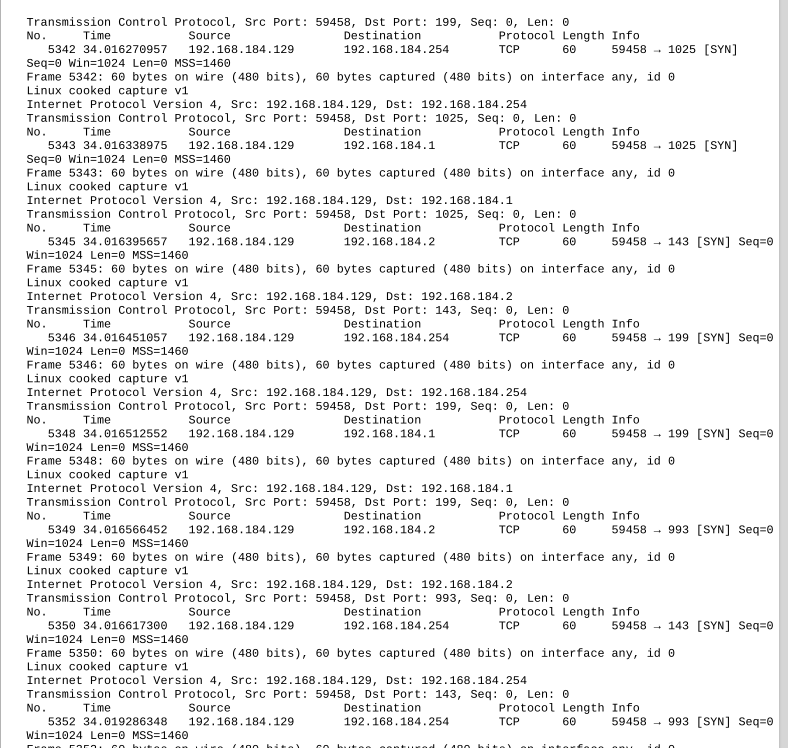 Transmission Control Protocol, Src Port: 59458, Dst Port: 199, Seq: 0, Len: 0
No. Time Source Destination Protocol Length Info
5342 34.016270957 192.168.184.129 192.168.184.254 TCP 60 59458 → 1025 [SYN]
Seq=0 Win=1024 Len=0 MSS=1460
Frame 5342: 60 bytes on wire (480 bits), 60 bytes captured (480 bits) on interface any, id 0
Linux cooked capture v1
Internet Protocol Version 4, Src: 192.168.184.129, Dst: 192.168.184.254
Transmission Control Protocol, Src Port: 59458, Dst Port: 1025, Seq: 0, Len: 0
No. Time Source Destination Protocol Length Info
5343 34.016338975 192.168.184.129 192.168.184.1 TCP 60 59458 → 1025 [SYN]
Seq=0 Win=1024 Len=0 MSS=1460
Frame 5343: 60 bytes on wire (480 bits), 60 bytes captured (480 bits) on interface any, id 0
Linux cooked capture v1
Internet Protocol Version 4, Src: 192.168.184.129, Dst: 192.168.184.1
Transmission Control Protocol, Src Port: 59458, Dst Port: 1025, Seq: 0, Len: 0
No. Time Source Destination Protocol Length Info
5345 34.016395657 192.168.184.129 192.168.184.2 TCP 60 59458 → 143 [SYN] Seq=0
Win=1024 Len=0 MSS=1460
Frame 5345: 60 bytes on wire (480 bits), 60 bytes captured (480 bits) on interface any, id 0
Linux cooked capture v1
Internet Protocol Version 4, Src: 192.168.184.129, Dst: 192.168.184.2
Transmission Control Protocol, Src Port: 59458, Dst Port: 143, Seq: 0, Len: 0
No. Time Source Destination Protocol Length Info
5346 34.016451057 192.168.184.129 192.168.184.254 TCP 60 59458 → 199 [SYN] Seq=0
Win=1024 Len=0 MSS=1460
Frame 5346: 60 bytes on wire (480 bits), 60 bytes captured (480 bits) on interface any, id 0
Linux cooked capture v1
Internet Protocol Version 4, Src: 192.168.184.129, Dst: 192.168.184.254
Transmission Control Protocol, Src Port: 59458, Dst Port: 199, Seq: 0, Len: 0
No. Time Source Destination Protocol Length Info
5348 34.016512552 192.168.184.129 192.168.184.1 TCP 60 59458 → 199 [SYN] Seq=0
Win=1024 Len=0 MSS=1460
Frame 5348: 60 bytes on wire (480 bits), 60 bytes captured (480 bits) on interface any, id 0
Linux cooked capture v1
Internet Protocol Version 4, Src: 192.168.184.129, Dst: 192.168.184.1
Transmission Control Protocol, Src Port: 59458, Dst Port: 199, Seq: 0, Len: 0
No. Time Source Destination Protocol Length Info
5349 34.016566452 192.168.184.129 192.168.184.2 TCP 60 59458 → 993 [SYN] Seq=0
Win=1024 Len=0 MSS=1460
Frame 5349: 60 bytes on wire (480 bits), 60 bytes captured (480 bits) on interface any, id 0
Linux cooked capture v1
Internet Protocol Version 4, Src: 192.168.184.129, Dst: 192.168.184.2
Transmission Control Protocol, Src Port: 59458, Dst Port: 993, Seq: 0, Len: 0
No. Time Source Destination Protocol Length Info
5350 34.016617300 192.168.184.129 192.168.184.254 TCP 60 59458 → 143 [SYN] Seq=0
Win=1024 Len=0 MSS=1460
Frame 5350: 60 bytes on wire (480 bits), 60 bytes captured (480 bits) on interface any, id 0
Linux cooked capture v1
Internet Protocol Version 4, Src: 192.168.184.129, Dst: 192.168.184.254
Transmission Control Protocol, Src Port: 59458, Dst Port: 143, Seq: 0, Len: 0
No. Time Source Destination Protocol Length Info
5352 34.019286348 192.168.184.129 192.168.184.254 TCP 60 59458 → 993 [SYN] Seq=0
Win=1024 Len=0 MSS=1460